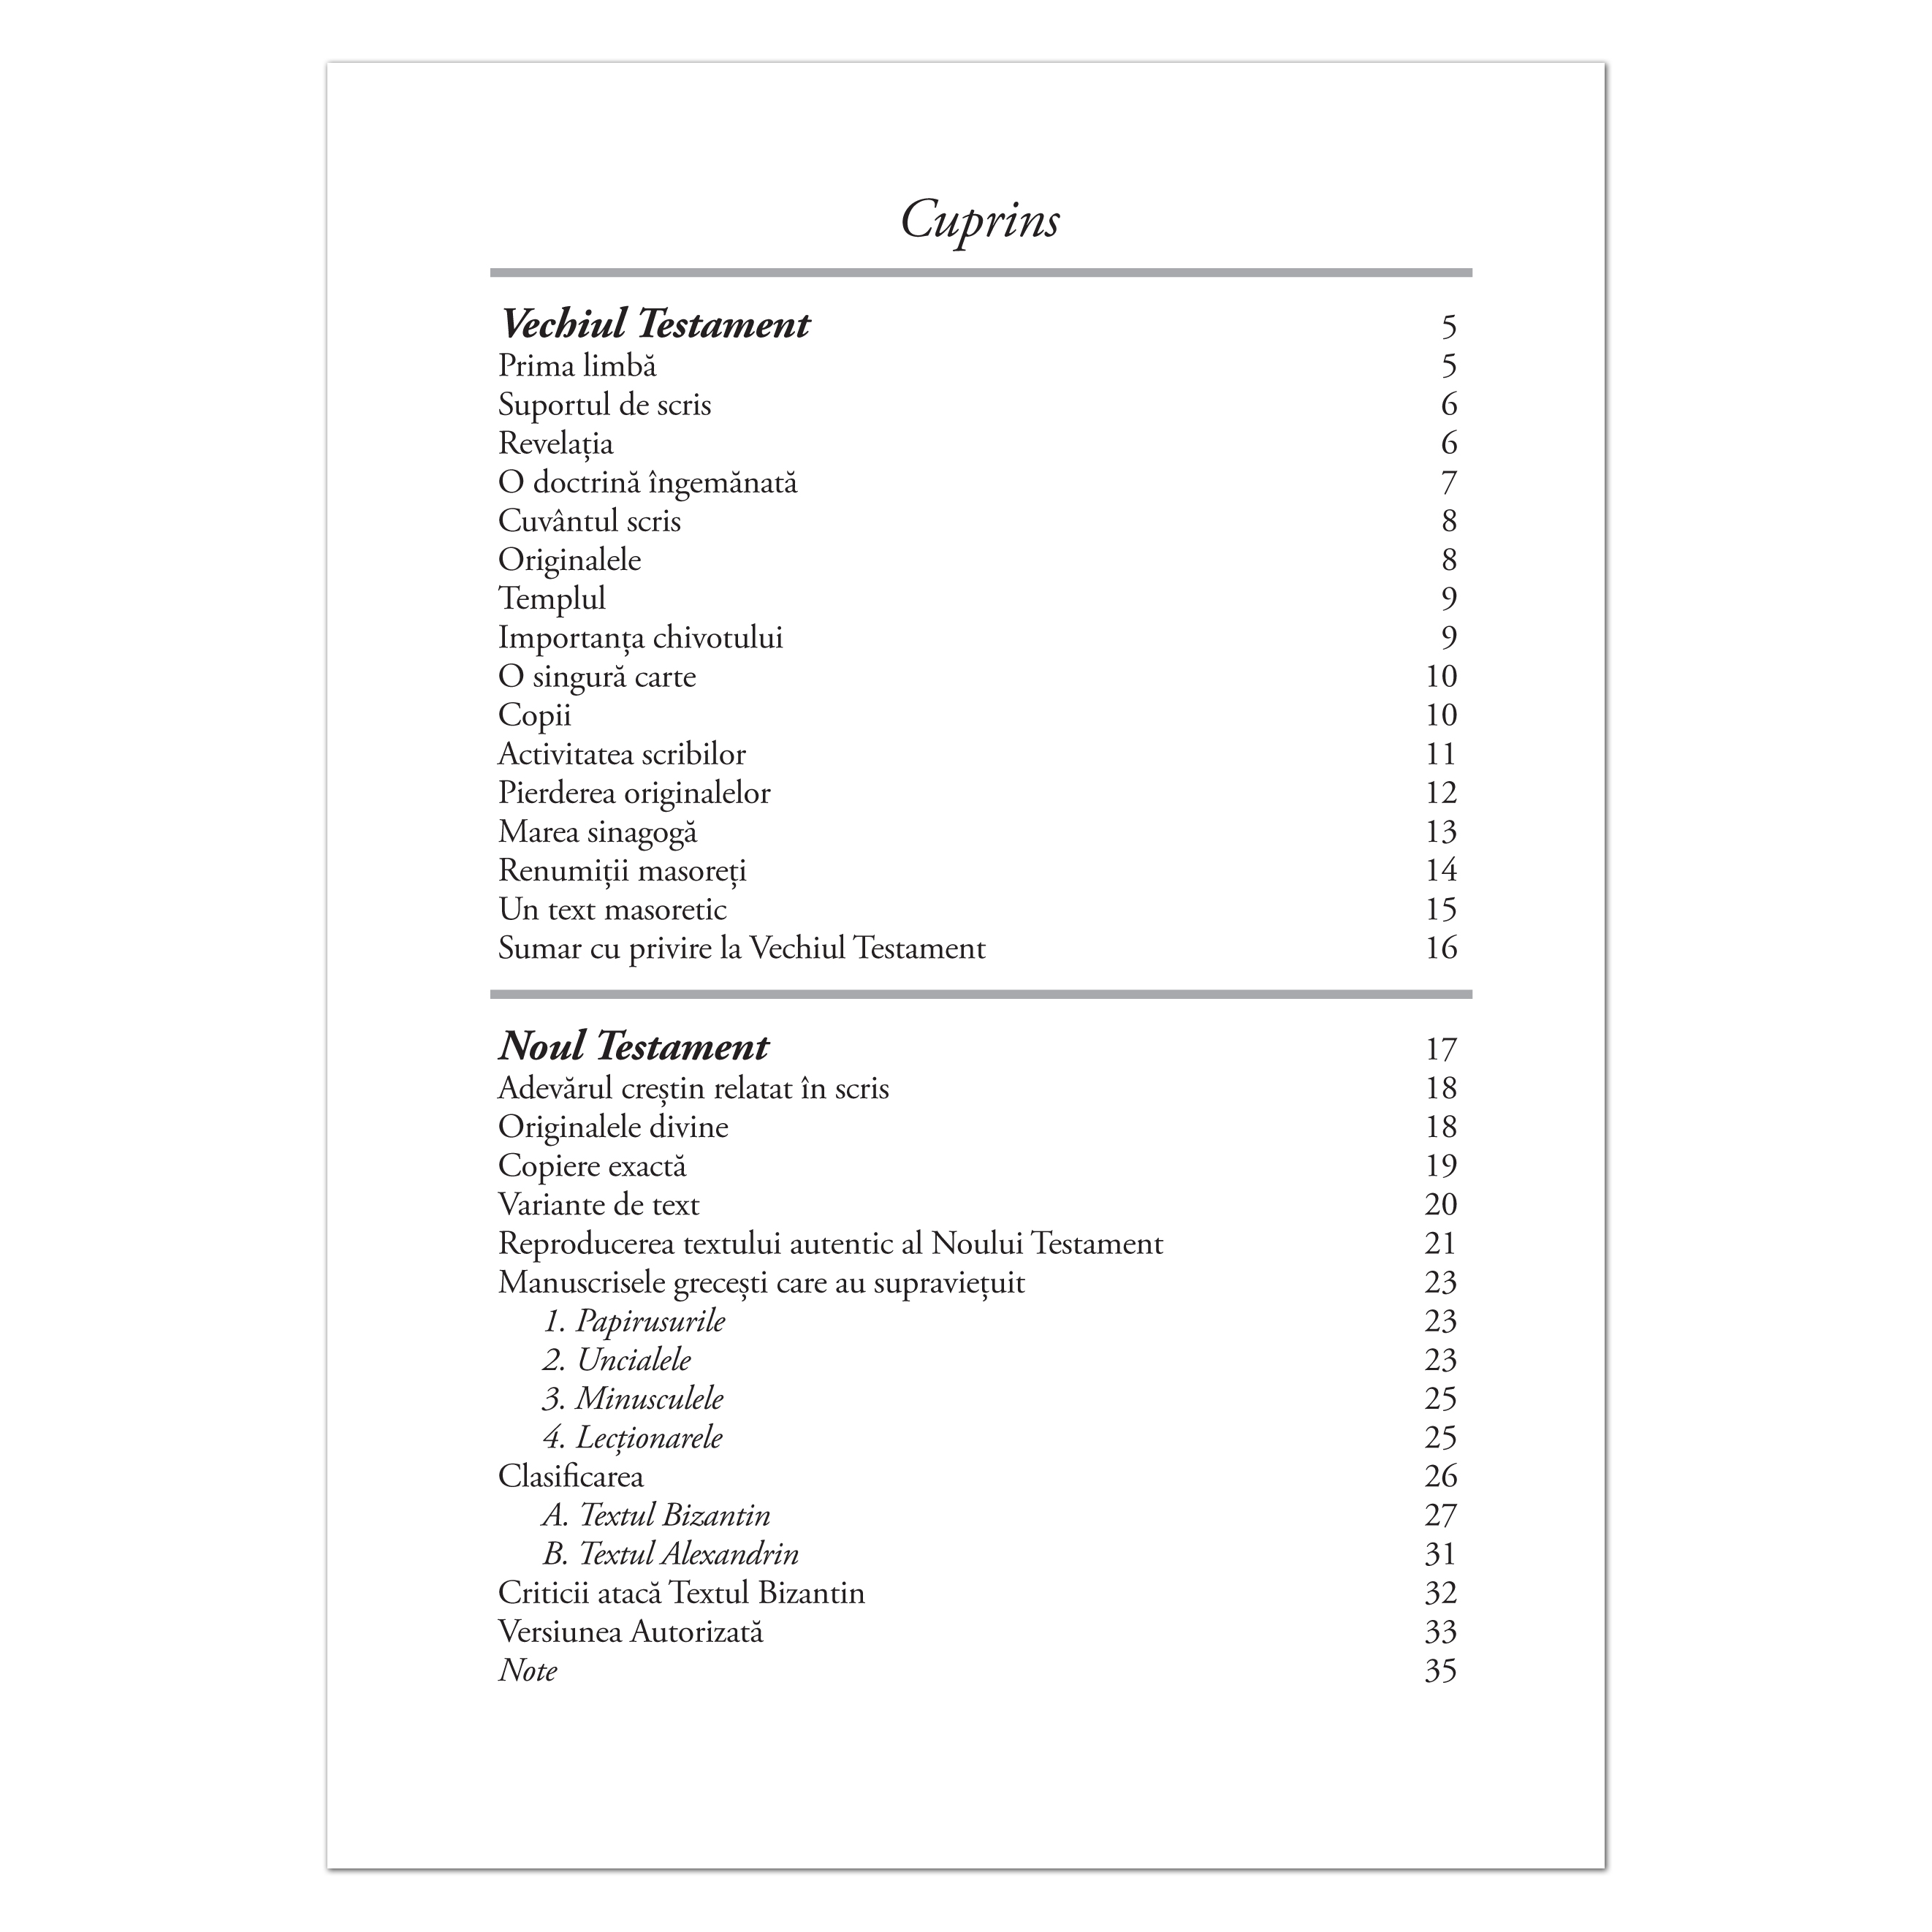 Cuprins
Vechiul Testament 5
Prima limbă 5
Suportul de scris 6
Revelația 6
O doctrină îngemănată 7
Cuvântul scris 8
Originalele 8
Templul 9
Importanța chivotului 9
O singură carte 10
Copii 10
Activitatea scribilor 11
Pierderea originalelor 12
Marea sinagogă 13
Renumiții masoreți 14
Un text masoretic 15
Sumar cu privire la Vechiul Testament 16
Noul Testament 17
Adevărul creștin relatat în scris 18
Originalele divine 18
Copiere exactă 19
Variante de text 20
Reproducerea textului autentic al Noului Testament 21
Manuscrisele grecești care au supraviețuit 23
1. Papirusurile 23
2. Uncialele 23
3. Minusculele 25
4. Lecționarele 25
Clasificarea 26
A. Textul Bizantin 27
B. Textul Alexandrin 31
Criticii atacă Textul Bizantin 32
Versiunea Autorizată 33
Note 35